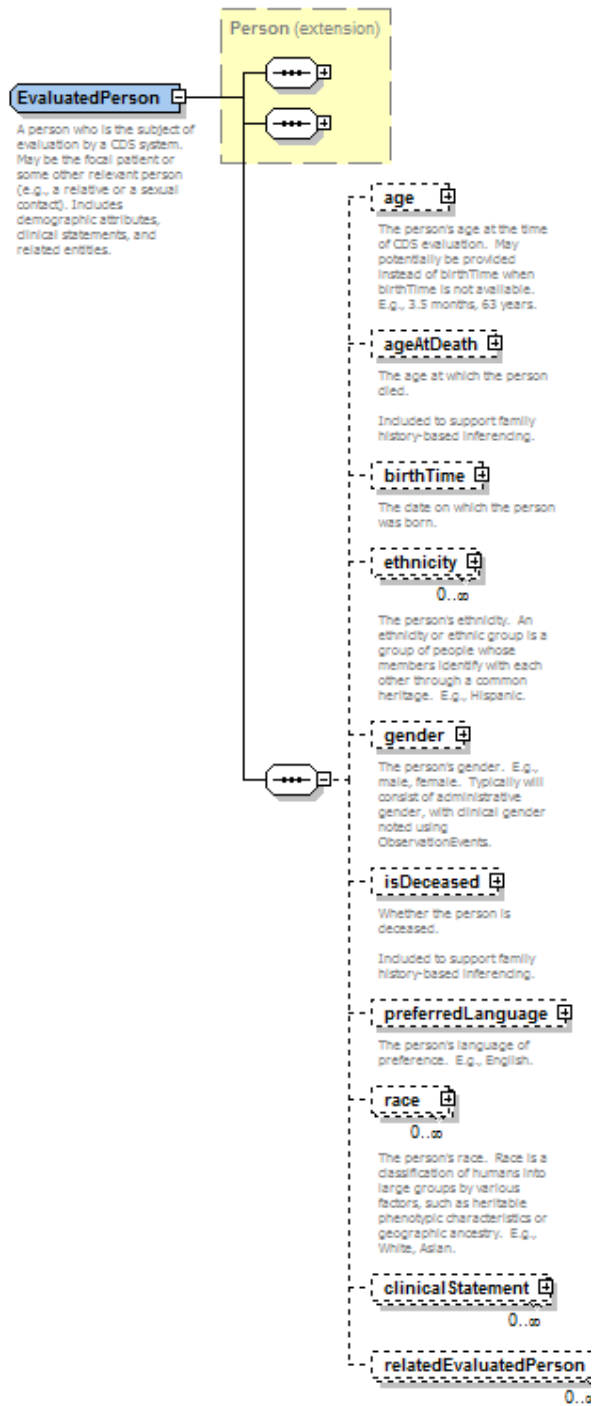 Person (extension)
EvaluatedPerson
A person who is the subject of
evaluation by a CDS system.
May be the focal patient or
some other relevant person
(e.g., a relative or a sexual
contact). Includes
demographic attributes,
clinical statements, and
related entities.
age
The person's age at the time
of CDS evaluation. May
potentially be provided
instead of birthTime when
birthTime is not available.
E.g., 3.5 months, 63 years.
ageAtDeath
The age at which the person
died.
Included to support family
history-based inferencing.
birthTime
The date on which the person
was born.
ethnicity
0..∞
The person's ethnicity. An
ethnicity or ethnic group is a
group of people whose
members identify with each
other through a common
heritage. E.g., Hispanic.
gender
The person's gender. E.g.,
male, female. Typically will
consist of administrative
gender, with clinical gender
noted using
ObservationEvents.
isDeceased
Whether the person is
deceased.
Included to support family
history-based inferencing.
preferredLanguage
The person's language of
preference. E.g., English.
race
0..∞
The person's race. Race is a
classification of humans into
large groups by various
factors, such as heritable
phenotypic characteristics or
geographic ancestry. E.g.,
White, Asian.
clinicalStatement
0..∞
relatedEvaluatedPerson
0..∞